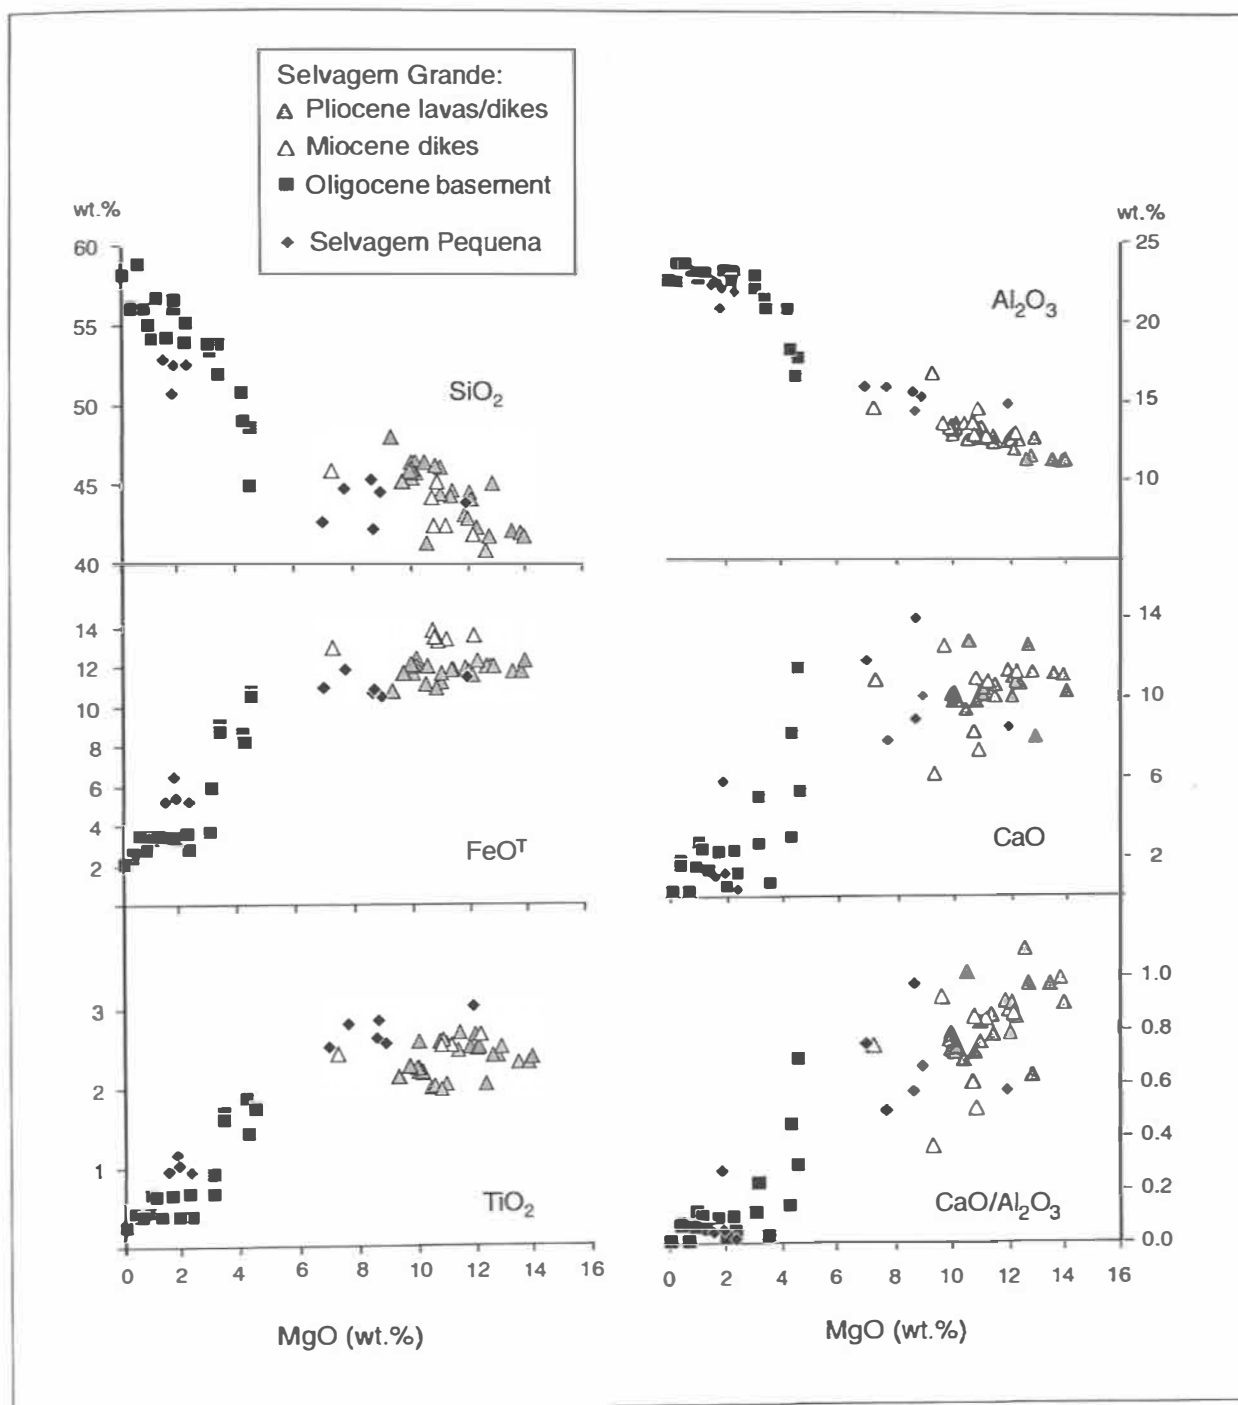 Selvagem Grande:
Pliocene lavas/dikes
Miocene dikes
Oligocene basement
Selvagem Pequena
wt.%
60
55
50
45
40
SiO2
wt.%
25
20
15
10
Al2O3
14
12
10
8
6
4
2
FeOT
14
10
6
2
CaO
3
2
1
TiO2
0 2 4 6 8 10 12 14 16
MgO (wt.%)
1.0
0.8
0.6
0.4
0.2
0.0
CaO/Al2O3
0 2 4 6 8 10 12 14 16
MgO (wt.%)